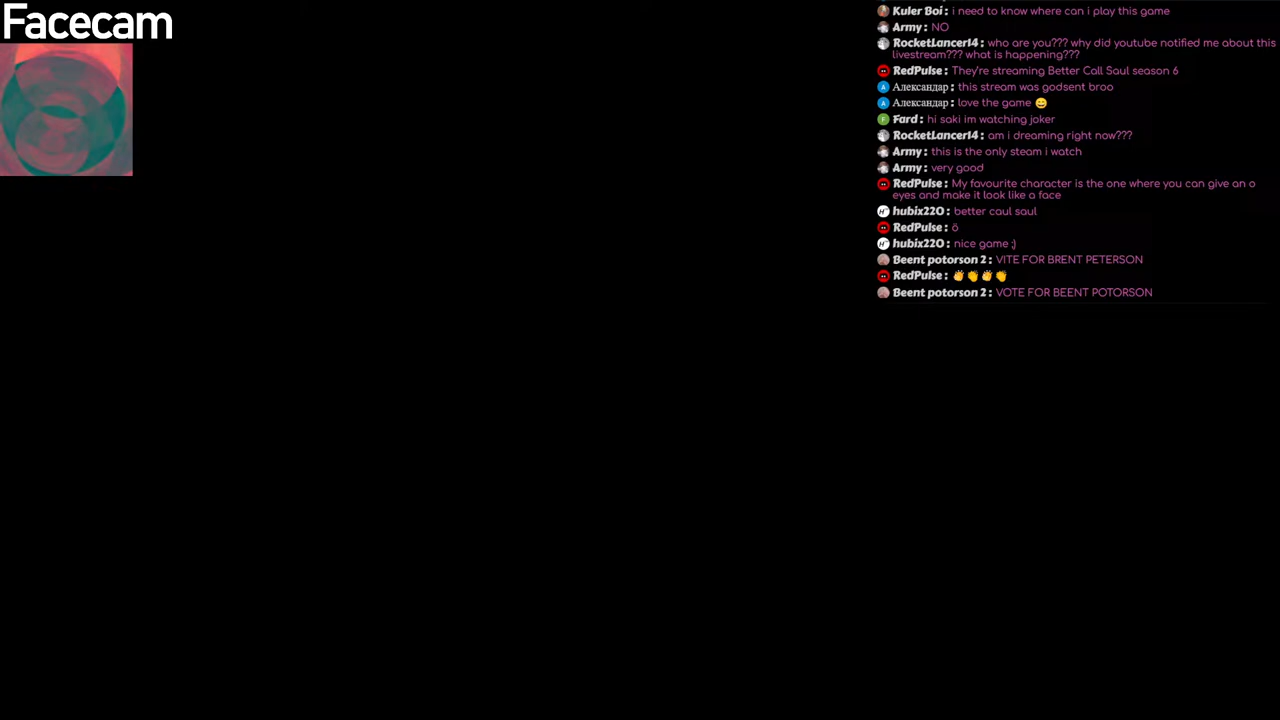 Facecam
Kuler Boi : i need to know where can i play this game
Army : NO
RocketLancer14 : who are you??? why did youtube notified me about this
livestream??? what is happening???
RedPulse : They're streaming Better Call Saul season 6
Александар : this stream was godsent broo
Александар : love the game 😄
Fard : hi saki im watching joker
RocketLancer14 : am i dreaming right now???
Army : this is the only steam i watch
Army : very good
RedPulse : My favourite character is the one where you can give an o
eyes and make it look like a face
hubix220 : better caul saul
RedPulse : ö
hubix220 : nice game ;)
Beent potorson 2 : VITE FOR BRENT PETERSON
RedPulse : 👏👏👏👏
Beent potorson 2 : VOTE FOR BEENT POTORSON